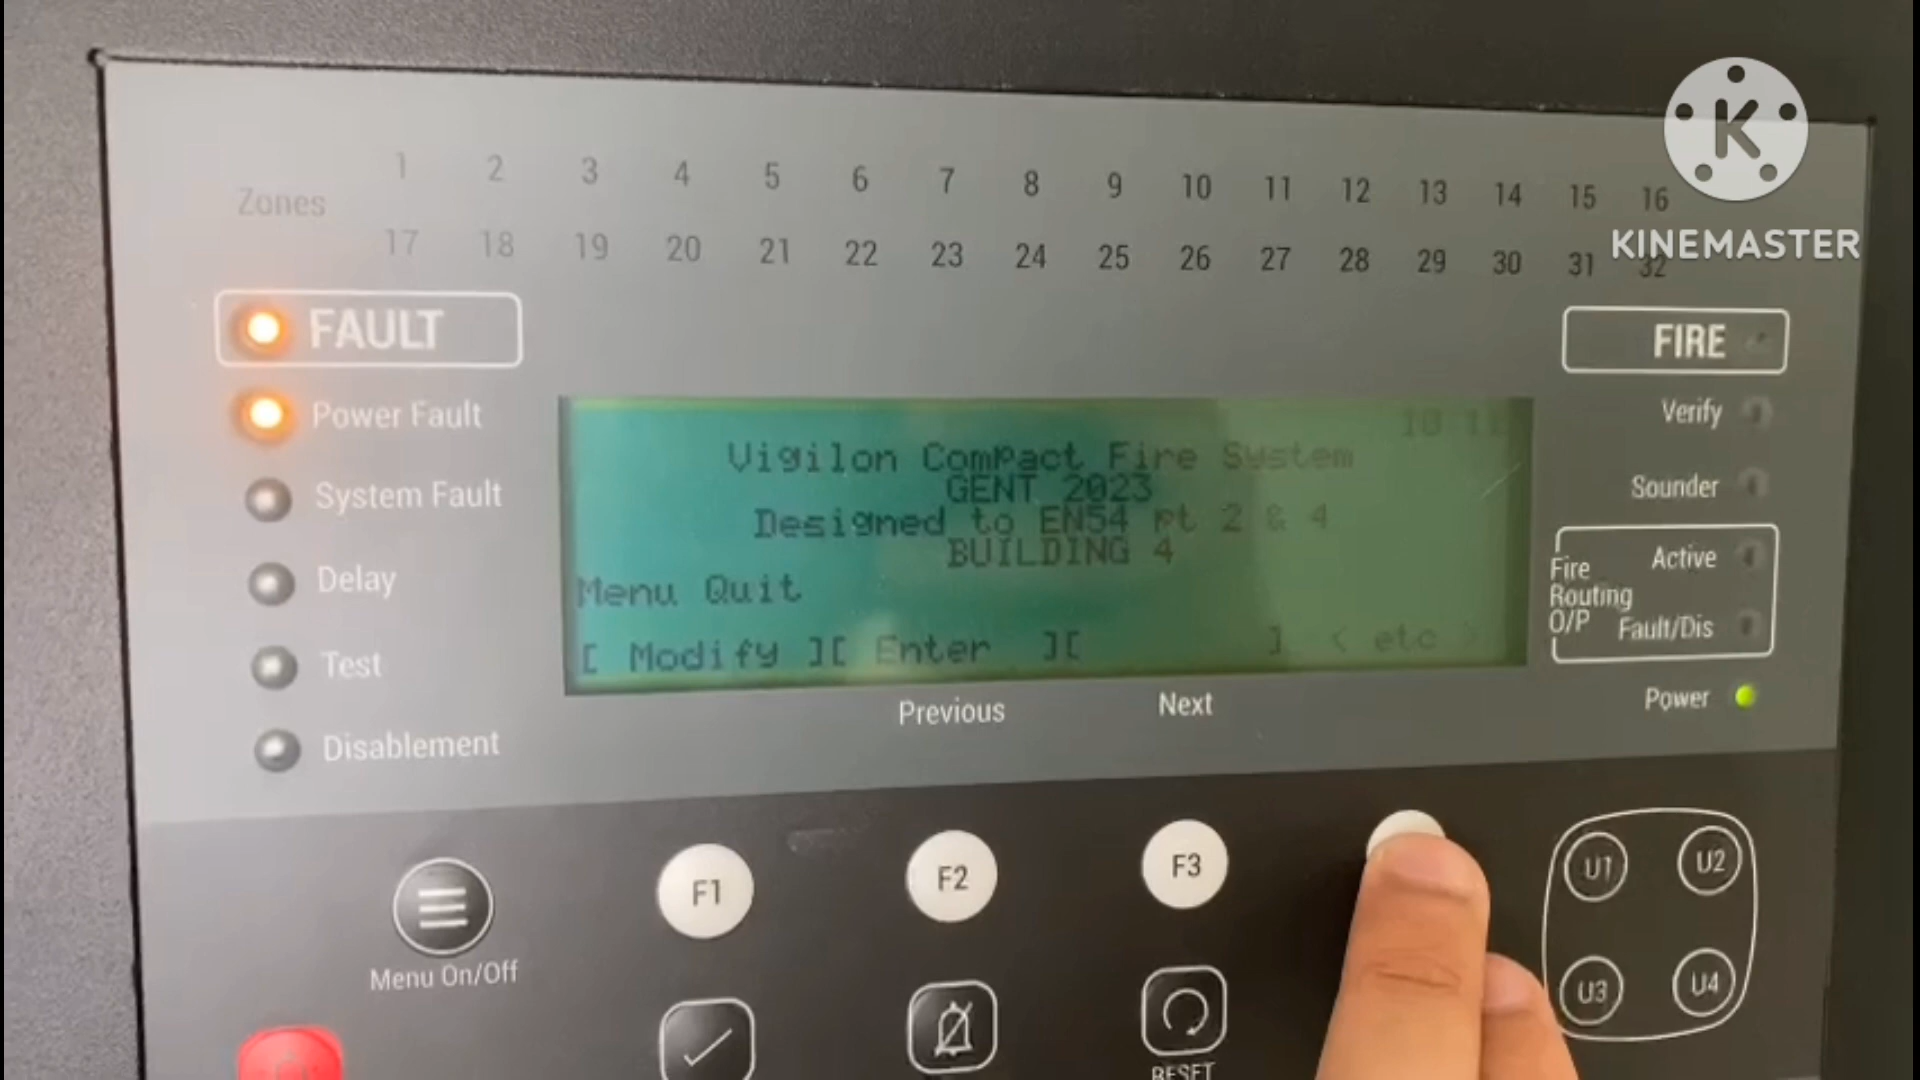 K
KINEMASTER
Zones
1 2 3 4 5 6 7 8 9 10 11 12 13 14 15 16
17 18 19 20 21 22 23 24 25 26 27 28 29 30 31 32
FAULT
Power Fault
System Fault
Delay
Test
Disablement
Vigilon Compact Fire System
GENT 2023
Designed to EN54 pt 2 & 4
BUILDING 4
Menu Quit
[ Modify ][ Enter ][ ] < etc >
Previous Next
FIRE
Verify
Sounder
Fire
Routing
O/P
Active
Fault/Dis
Power
F1 F2 F3
U1 U2
U3 U4
Menu On/Off
RESET